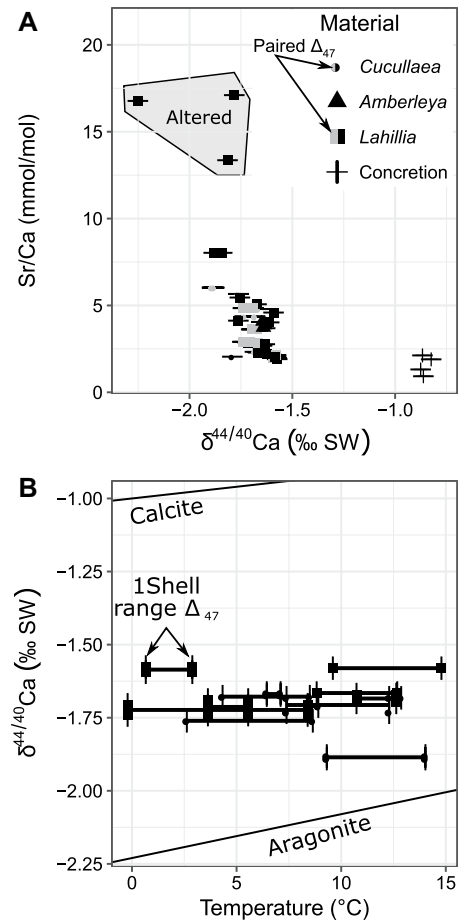 A
Material
Paired Δ47
Cucullaea
Amberleya
Lahillia
Concretion
Altered
20
15
10
5
0
Sr/Ca (mmol/mol)
−2.0
−1.5
−1.0
δ44/40Ca (‰ SW)
B
Calcite
1Shell
range Δ47
Aragonite
−1.00
−1.25
−1.50
−1.75
−2.00
−2.25
δ44/40Ca (‰ SW)
0
5
10
15
Temperature (°C)